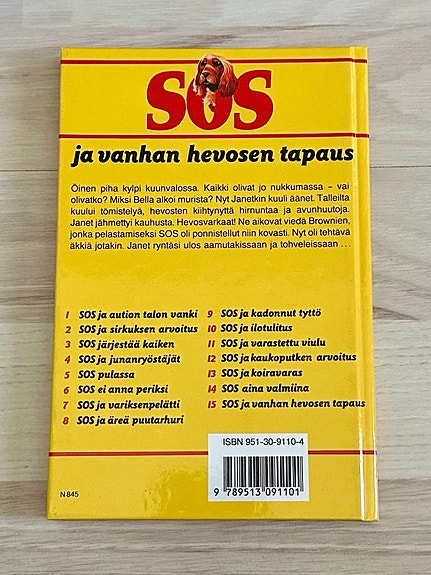 SOS
ja vanhan hevosen tapaus
Öinen piha kylpi kuunvalossa. Kaikki olivat jo nukkumassa – vai
olivatko? Miksi Bella alkoi murista? Nyt Janetkin kuuli äänet. Talleilta
kuului tömistelyä, hevosten kiihtynyttä hirnuntaa ja avunhuutoja.
Janet jähmettyi kauhusta. Hevosvarkaat! Ne aikovat viedä Brownien,
jonka pelastamiseksi SOS oli ponnistellut niin kovasti. Nyt oli tehtävä
äkkiä jotakin. Janet ryntäsi ulos aamutakissaan ja tohveleissaan ...
1 SOS ja aution talon vanki
2 SOS ja sirkuksen arvoitus
3 SOS järjestää kaiken
4 SOS ja junanryöstäjät
5 SOS pulassa
6 SOS ei anna periksi
7 SOS ja variksenpelätti
8 SOS ja äreä puutarhuri
9 SOS ja kadonnut tyttö
10 SOS ja ilotulitus
11 SOS ja varastettu viulu
12 SOS ja kaukoputken arvoitus
13 SOS ja koiravaras
14 SOS aina valmiina
15 SOS ja vanhan hevosen tapaus
ISBN 951-30-9110-4
9 789513 091101
N 845